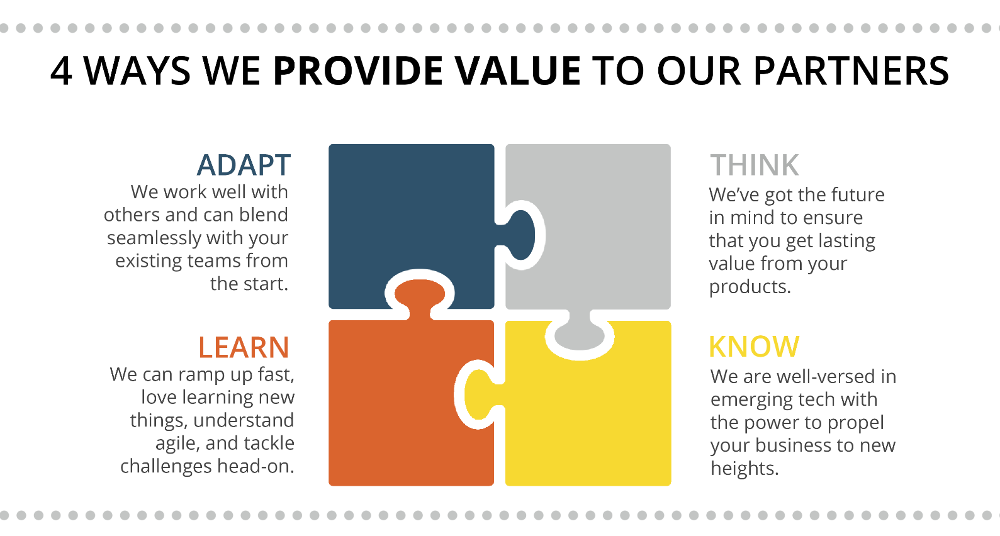 4 WAYS WE PROVIDE VALUE TO OUR PARTNERS
ADAPT
We work well with
others and can blend
seamlessly with your
existing teams from
the start.
THINK
We've got the future
in mind to ensure
that you get lasting
value from your
products.
LEARN
We can ramp up fast,
love learning new
things, understand
agile, and tackle
challenges head-on.
KNOW
We are well-versed in
emerging tech with
the power to propel
your business to new
heights.